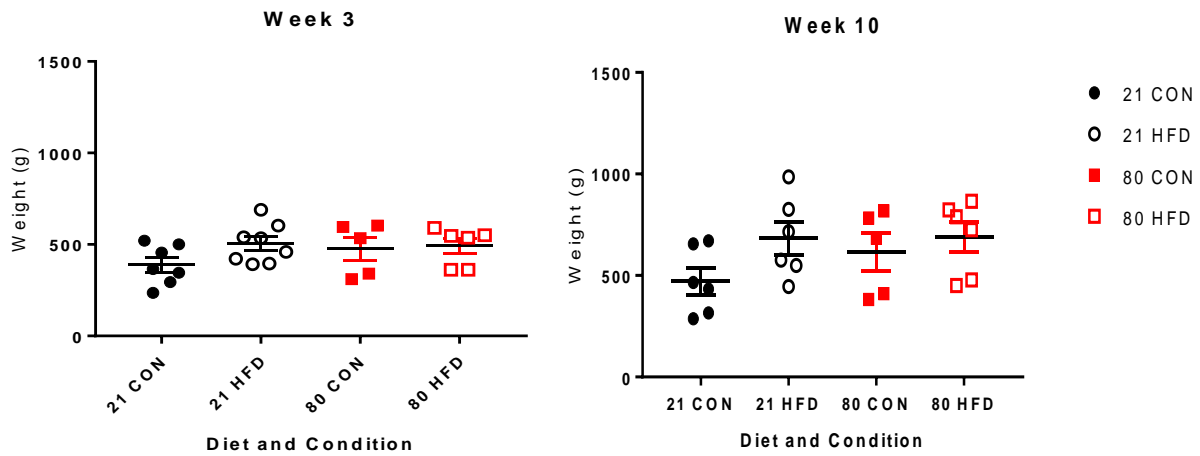 Week 3
Weight (g)
1500
1000
500
0
21 CON
21 HFD
80 CON
80 HFD
Diet and Condition
Week 10
Weight (g)
1500
1000
500
0
21 CON
21 HFD
80 CON
80 HFD
Diet and Condition
21 CON
21 HFD
80 CON
80 HFD